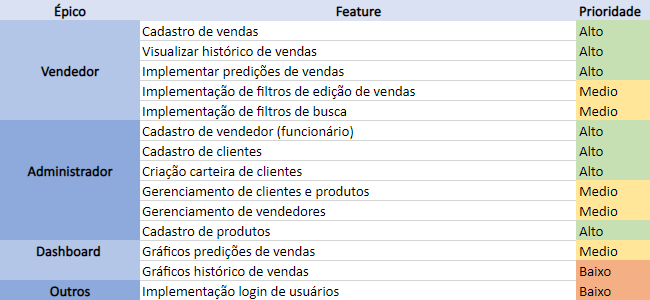 Épico Feature Prioridade
Cadastro de vendas Alto
Visualizar histórico de vendas Alto
Vendedor Implementar predições de vendas Alto
Implementação de filtros de edição de vendas Medio
Implementação de filtros de busca Medio
Cadastro de vendedor (funcionário) Alto
Cadastro de clientes Alto
Administrador Criação carteira de clientes Alto
Gerenciamento de clientes e produtos Medio
Gerenciamento de vendedores Medio
Cadastro de produtos Alto
Dashboard Gráficos predições de vendas Medio
Gráficos histórico de vendas Baixo
Outros Implementação login de usuários Baixo